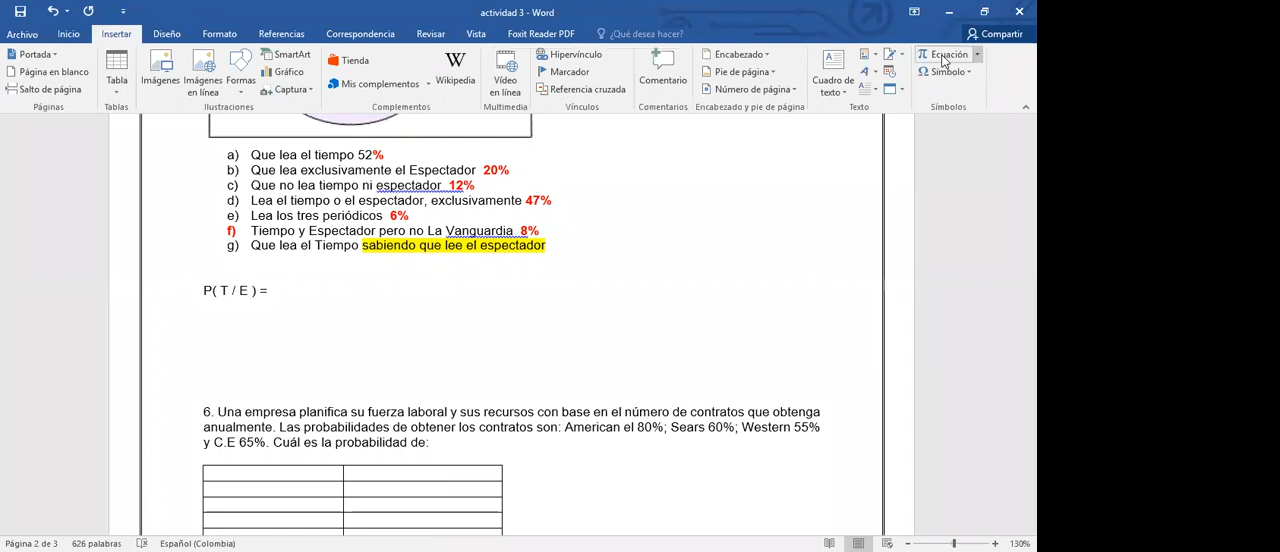 actividad 3 - Word
Archivo Inicio Insertar Diseño Formato Referencias Correspondencia Revisar Vista Foxit Reader PDF ¿Qué desea hacer? Compartir
Portada
Página en blanco
Salto de página
Páginas
Tabla
Tablas
Imágenes
Imágenes en línea
Formas
SmartArt
Gráfico
Captura
Ilustraciones
Tienda
Mis complementos
W
Wikipedia
Complementos
Vídeo en línea
Multimedia
Hipervínculo
Marcador
Referencia cruzada
Vínculos
Comentario
Comentarios
Encabezado
Pie de página
Número de página
Encabezado y pie de página
Cuadro de texto
Texto
π Ecuación
Ω Símbolo
Símbolos
a) Que lea el tiempo 52%
b) Que lea exclusivamente el Espectador 20%
c) Que no lea tiempo ni espectador 12%
d) Lea el tiempo o el espectador, exclusivamente 47%
e) Lea los tres periódicos 6%
f) Tiempo y Espectador pero no La Vanguardia 8%
g) Que lea el Tiempo sabiendo que lee el espectador
P( T / E ) =
6. Una empresa planifica su fuerza laboral y sus recursos con base en el número de contratos que obtenga
anualmente. Las probabilidades de obtener los contratos son: American el 80%; Sears 60%; Western 55%
y C.E 65%. Cuál es la probabilidad de:
Página 2 de 3 626 palabras Español (Colombia) 130%